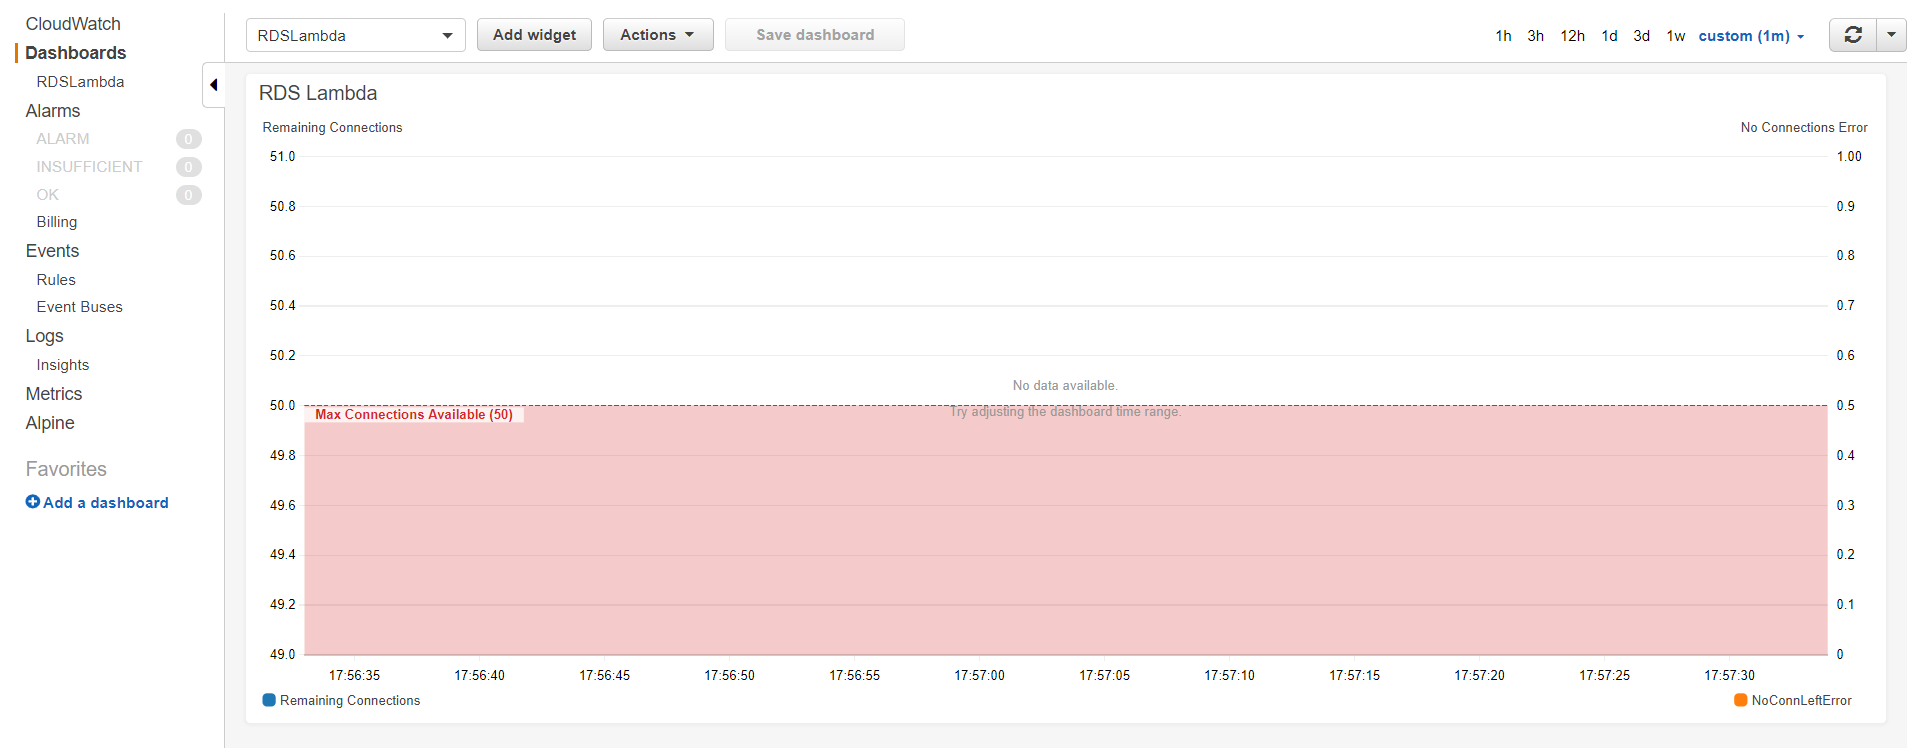 CloudWatch
Dashboards
RDSLambda
Alarms
ALARM 0
INSUFFICIENT 0
OK 0
Billing
Events
Rules
Event Buses
Logs
Insights
Metrics
Alpine
Favorites
Add a dashboard
RDSLambda Add widget Actions Save dashboard 1h 3h 12h 1d 3d 1w custom (1m)
RDS Lambda
Remaining Connections No Connections Error
51.0 1.00
50.8 0.9
50.6 0.8
50.4 0.7
50.2 0.6
No data available.
50.0 0.5
Try adjusting the dashboard time range.
Max Connections Available (50)
49.8 0.4
49.6 0.3
49.4 0.2
49.2 0.1
49.0 0
17:56:35 17:56:40 17:56:45 17:56:50 17:56:55 17:57:00 17:57:05 17:57:10 17:57:15 17:57:20 17:57:25 17:57:30
Remaining Connections NoConnLeftError